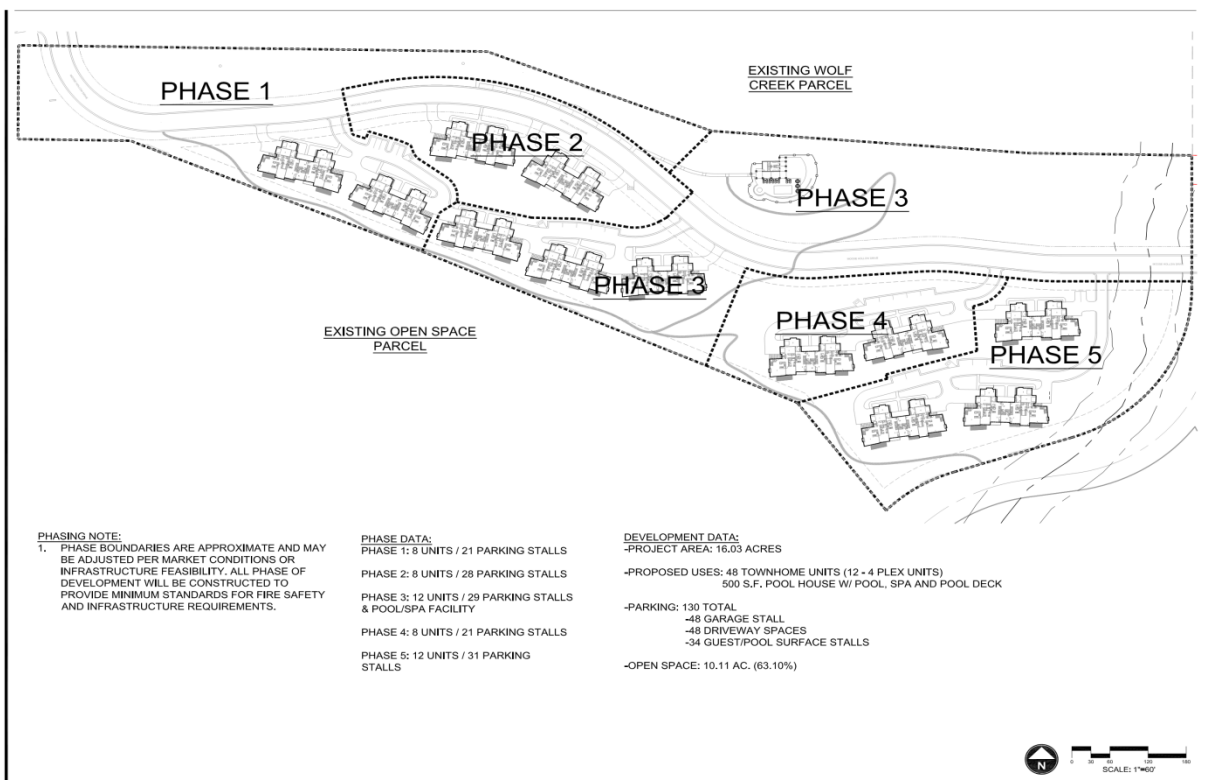 PHASE 1
EXISTING WOLF
CREEK PARCEL
PHASE 2
PHASE 3
PHASE 3
EXISTING OPEN SPACE
PARCEL
PHASE 4
PHASE 5
PHASING NOTE:
1. PHASE BOUNDARIES ARE APPROXIMATE AND MAY
BE ADJUSTED PER MARKET CONDITIONS OR
INFRASTRUCTURE FEASIBILITY. ALL PHASE OF
DEVELOPMENT WILL BE CONSTRUCTED TO
PROVIDE MINIMUM STANDARDS FOR FIRE SAFETY
AND INFRASTRUCTURE REQUIREMENTS.
PHASE DATA:
PHASE 1: 8 UNITS / 21 PARKING STALLS
PHASE 2: 8 UNITS / 28 PARKING STALLS
PHASE 3: 12 UNITS / 29 PARKING STALLS
& POOL/SPA FACILITY
PHASE 4: 8 UNITS / 21 PARKING STALLS
PHASE 5: 12 UNITS / 31 PARKING
STALLS
DEVELOPMENT DATA:
-PROJECT AREA: 16.03 ACRES
-PROPOSED USES: 48 TOWNHOME UNITS (12 - 4 PLEX UNITS)
500 S.F. POOL HOUSE W/ POOL, SPA AND POOL DECK
-PARKING: 130 TOTAL
-48 GARAGE STALL
-48 DRIVEWAY SPACES
-34 GUEST/POOL SURFACE STALLS
-OPEN SPACE: 10.11 AC. (63.10%)
N
0 30 60 120 180
SCALE: 1"=60'